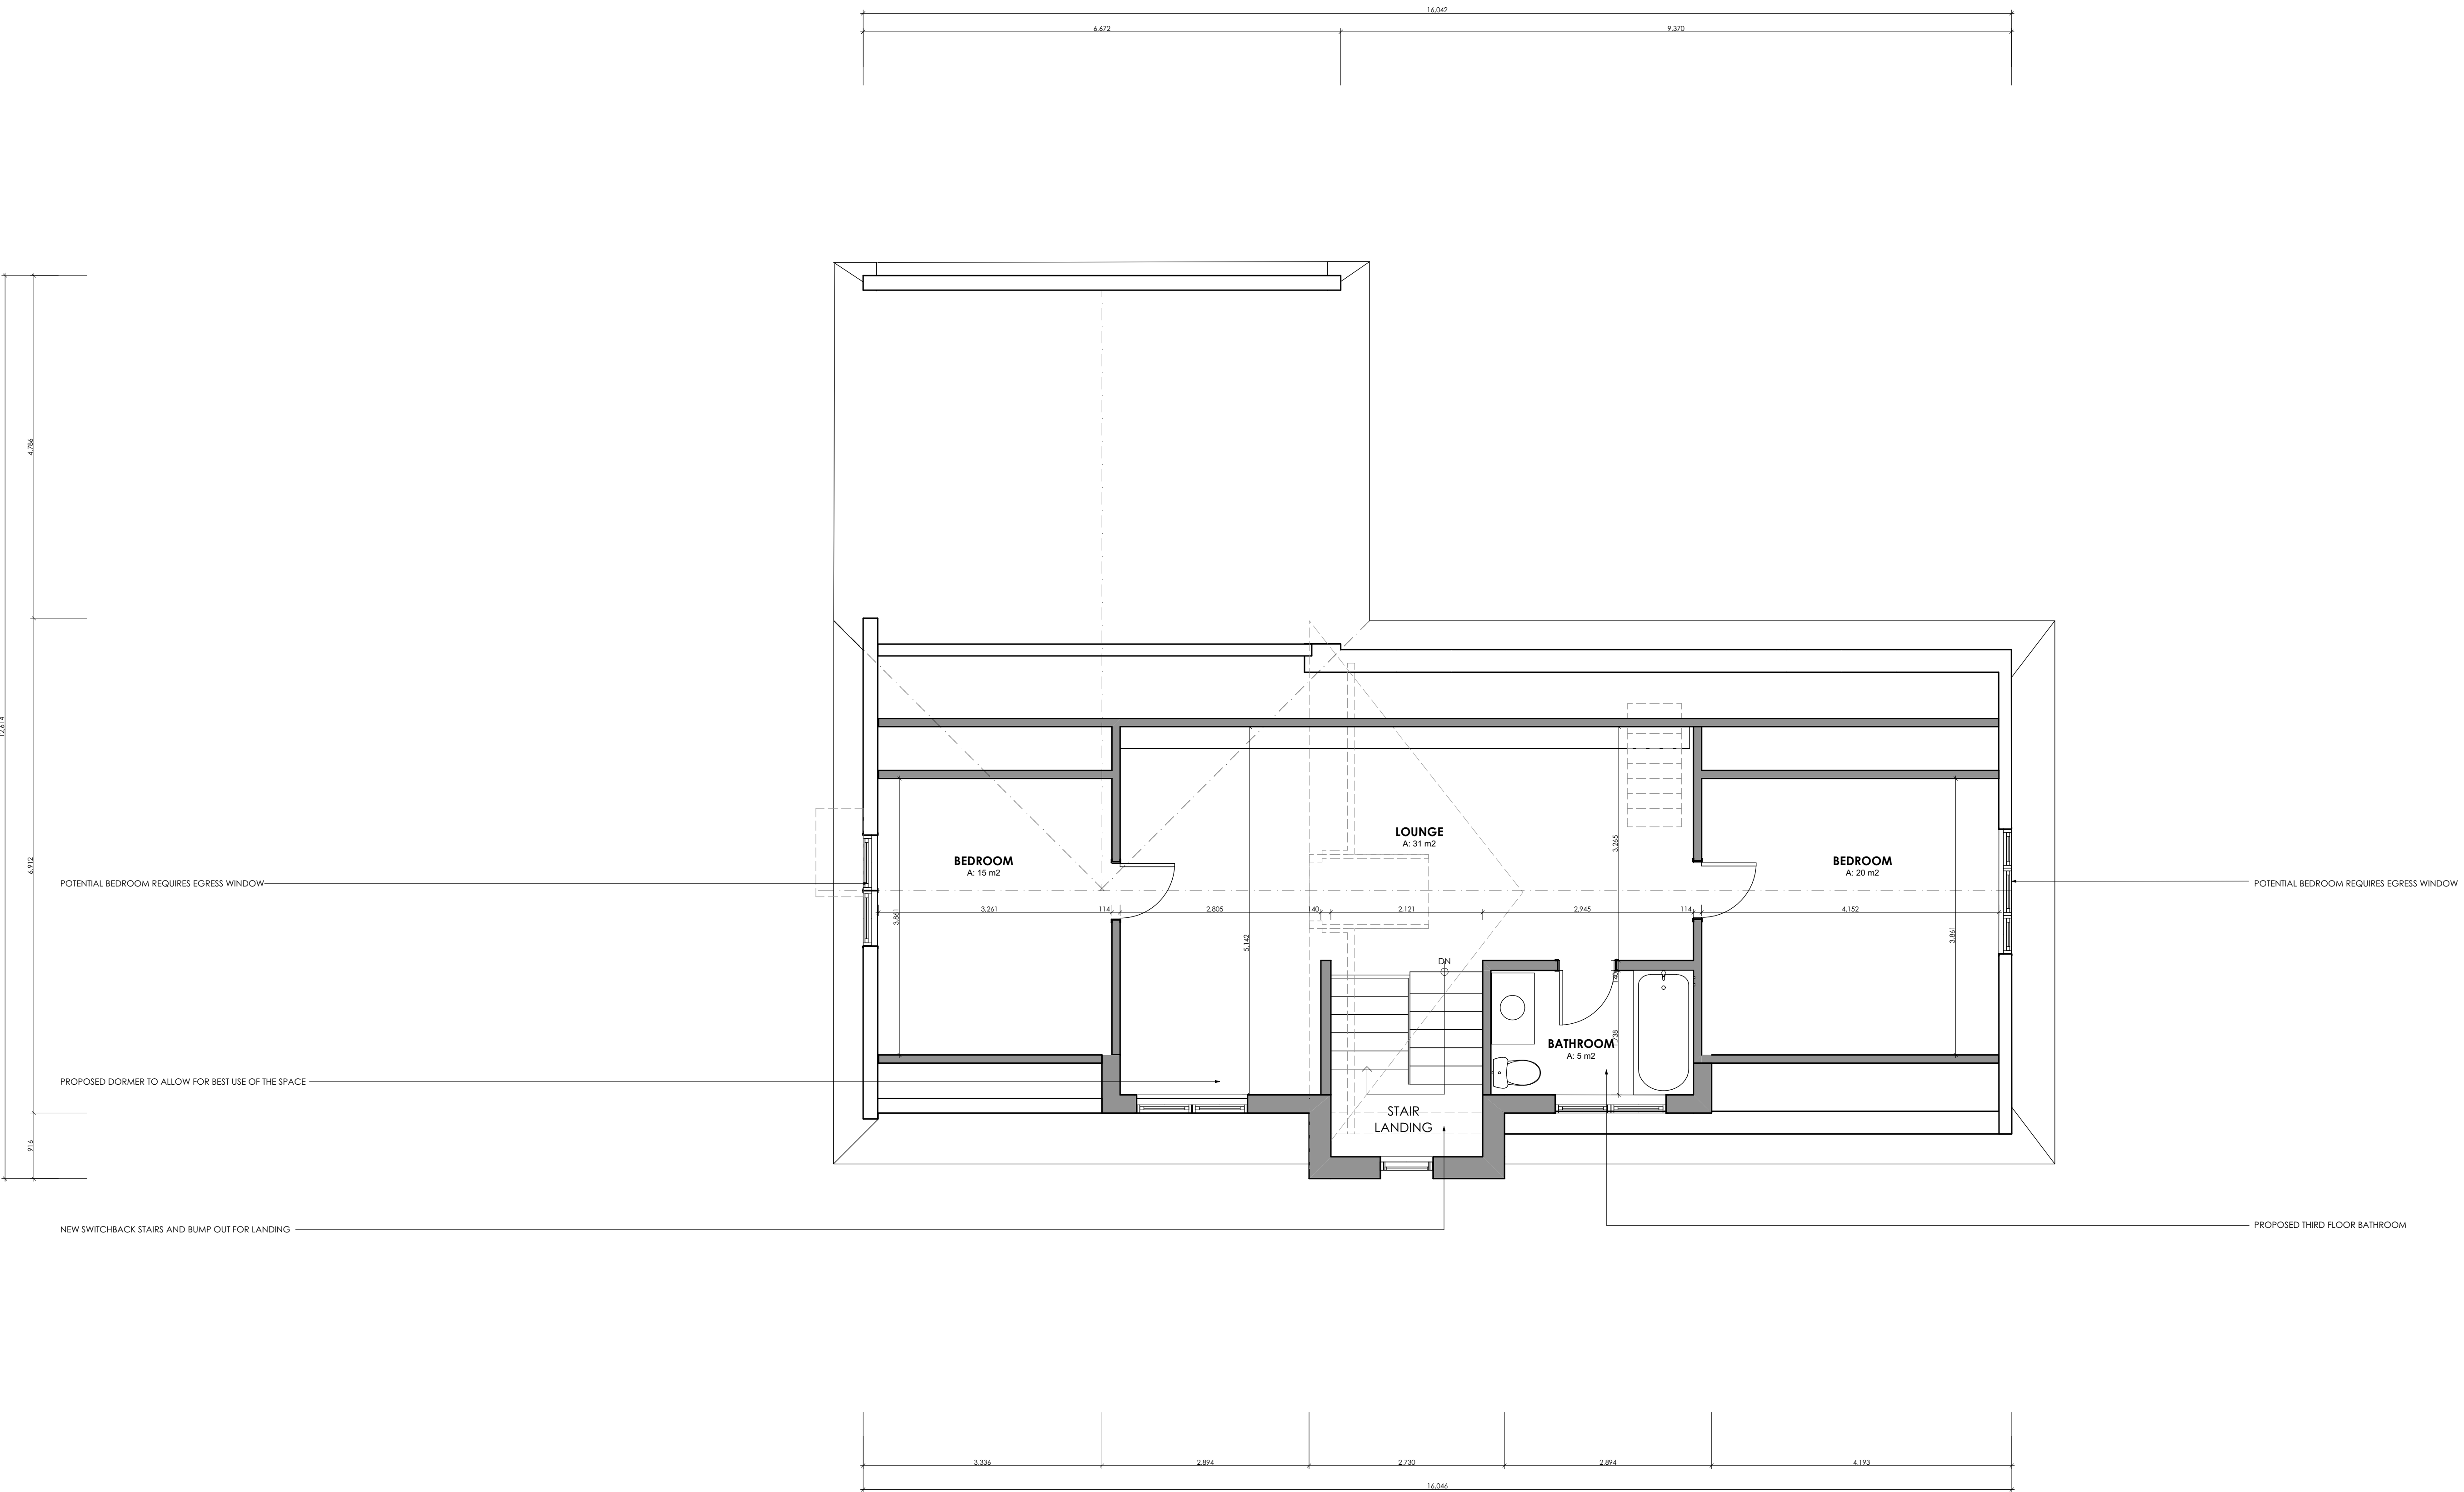 16,042
6,672
9,370
4,786
12,614
6,912
916
LOUNGE
A: 31 m2
BEDROOM
A: 15 m2
BEDROOM
A: 20 m2
POTENTIAL BEDROOM REQUIRES EGRESS WINDOW
POTENTIAL BEDROOM REQUIRES EGRESS WINDOW
3,265
3,261
114
2,805
140
2,121
2,945
114
4,152
3,861
5,142
3,861
DN
140
1,738
BATHROOM
A: 5 m2
PROPOSED DORMER TO ALLOW FOR BEST USE OF THE SPACE
STAIR
LANDING
NEW SWITCHBACK STAIRS AND BUMP OUT FOR LANDING
PROPOSED THIRD FLOOR BATHROOM
3,336
2,894
2,730
2,894
4,193
16,046